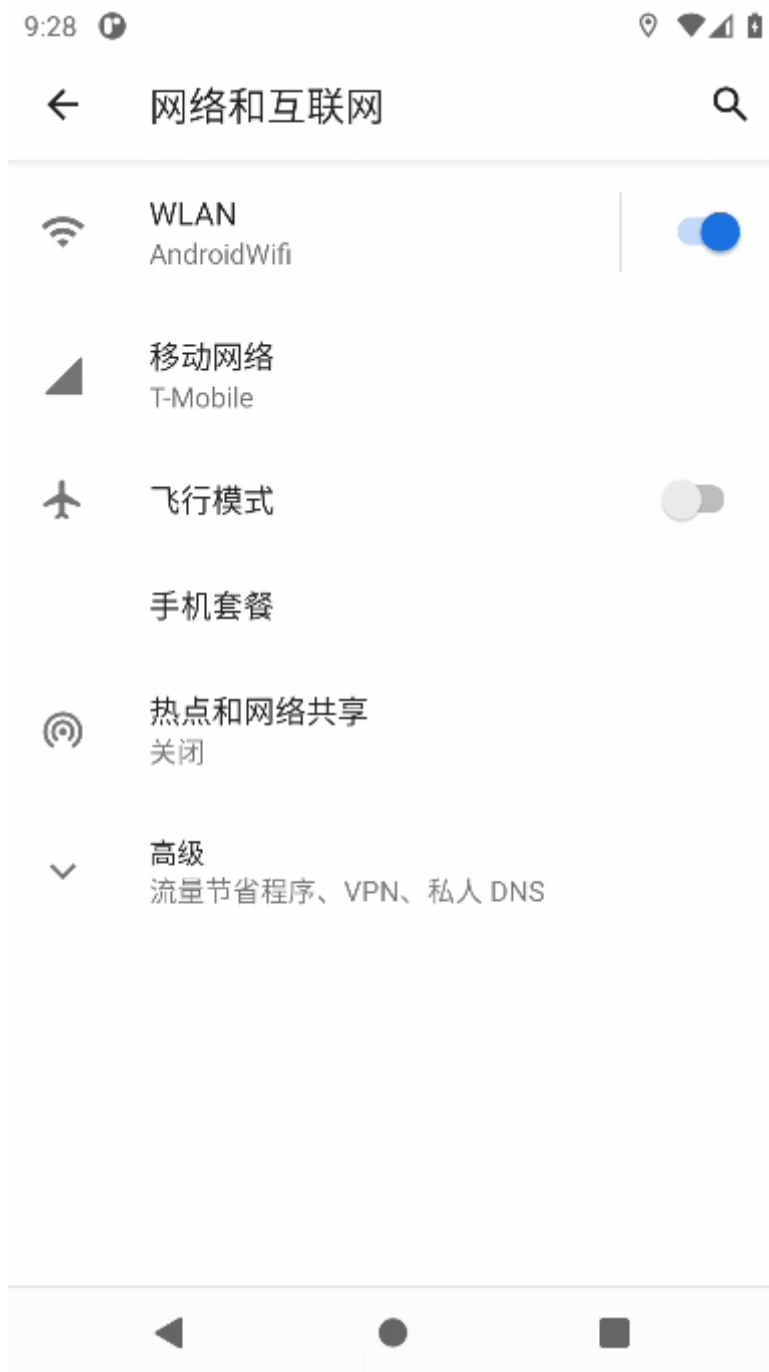 9:28
网络和互联网
WLAN
AndroidWifi
移动网络
T-Mobile
飞行模式
手机套餐
热点和网络共享
关闭
高级
流量节省程序、VPN、私人 DNS